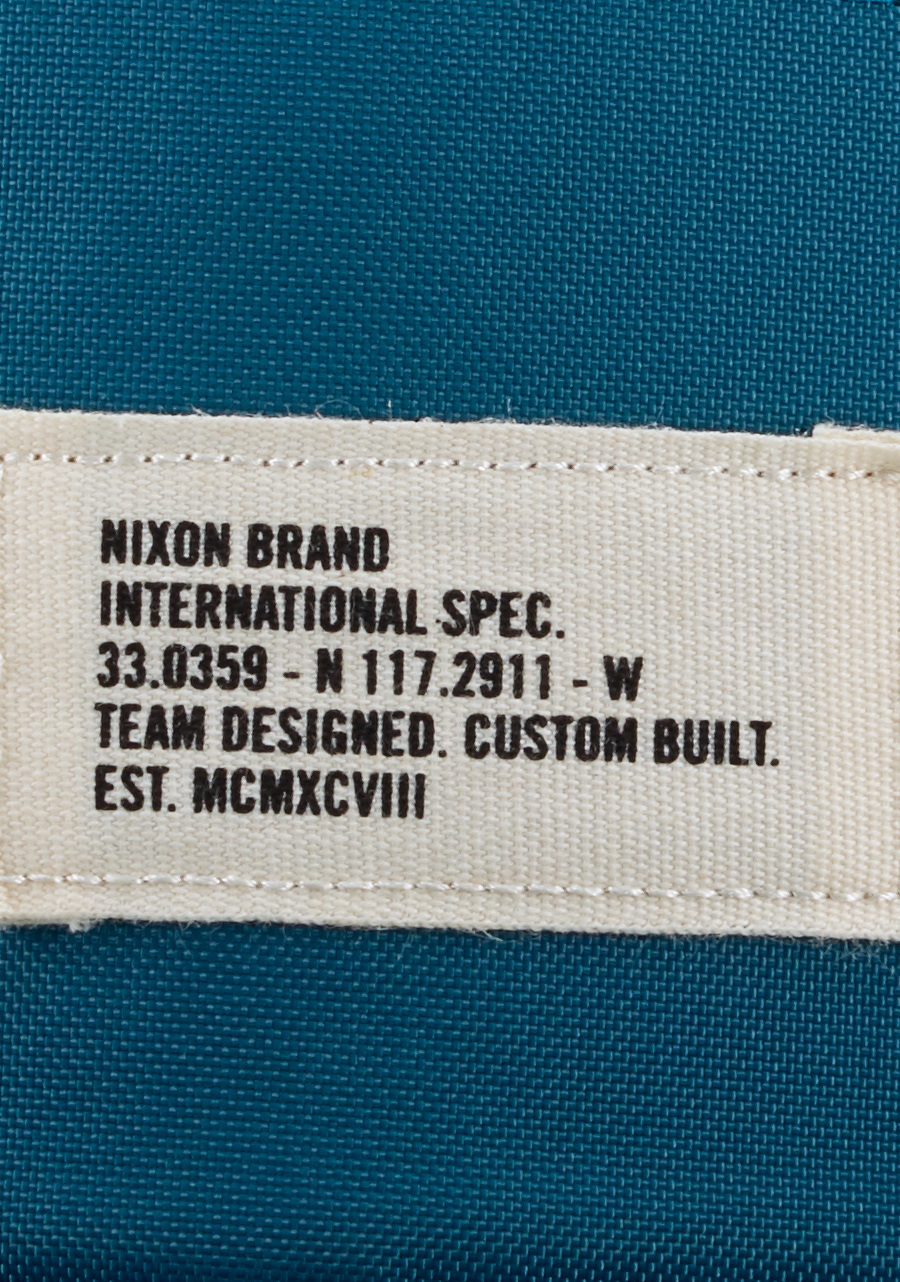 NIXON BRAND
INTERNATIONAL SPEC.
33.0359 - N 117.2911 - W
TEAM DESIGNED. CUSTOM BUILT.
EST. MCMXCVIII